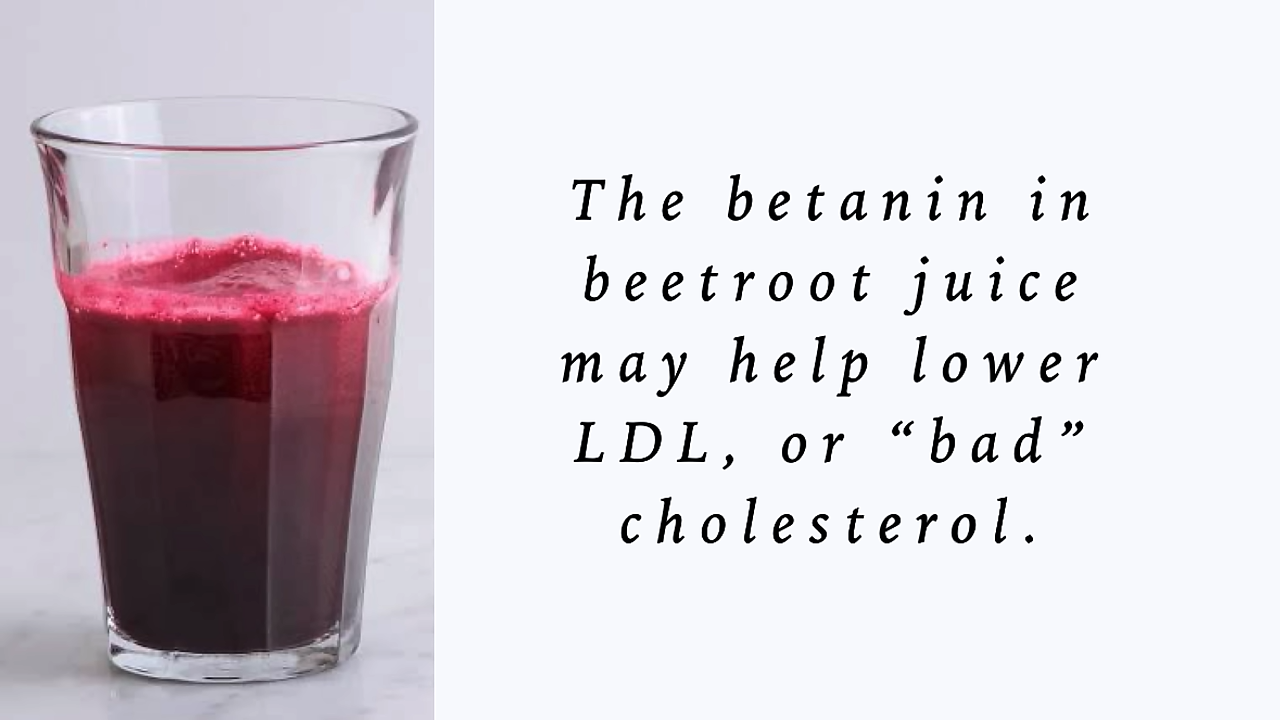 The betanin in
beetroot juice
may help lower
LDL, or “bad”
cholesterol.